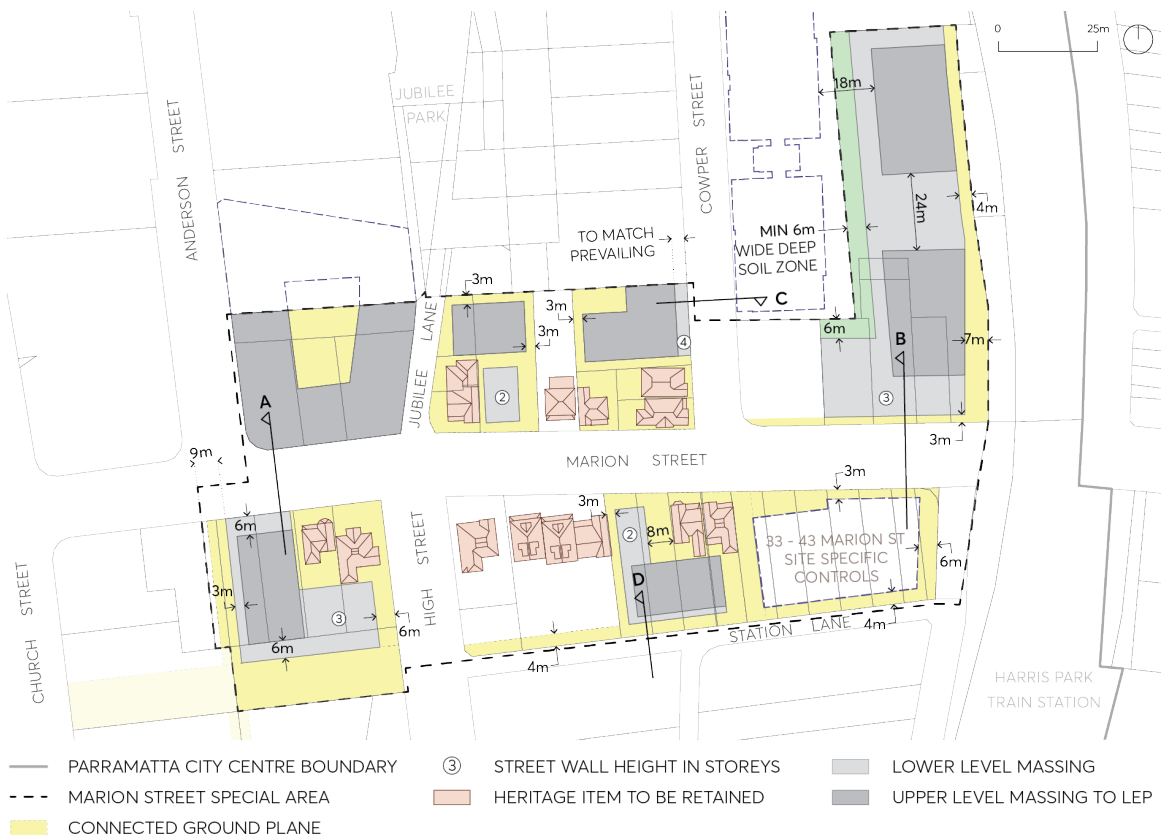 0 25m
JUBILEE
PARK
ANDERSON STREET
COWPER STREET
18m
24m
4m
TO MATCH
PREVAILING
MIN 6m
WIDE DEEP
SOIL ZONE
3m
3m
3m
C
4
6m
7m
B
JUBILEE LANE
2
3
A
3m
9m
MARION STREET
3m
6m
3m
2
8m
33 - 43 MARION ST
SITE SPECIFIC
CONTROLS
6m
CHURCH STREET
HIGH STREET
3m
3
6m
6m
D
4m
STATION LANE
4m
HARRIS PARK
TRAIN STATION
PARRAMATTA CITY CENTRE BOUNDARY
3 STREET WALL HEIGHT IN STOREYS
LOWER LEVEL MASSING
MARION STREET SPECIAL AREA
HERITAGE ITEM TO BE RETAINED
UPPER LEVEL MASSING TO LEP
CONNECTED GROUND PLANE